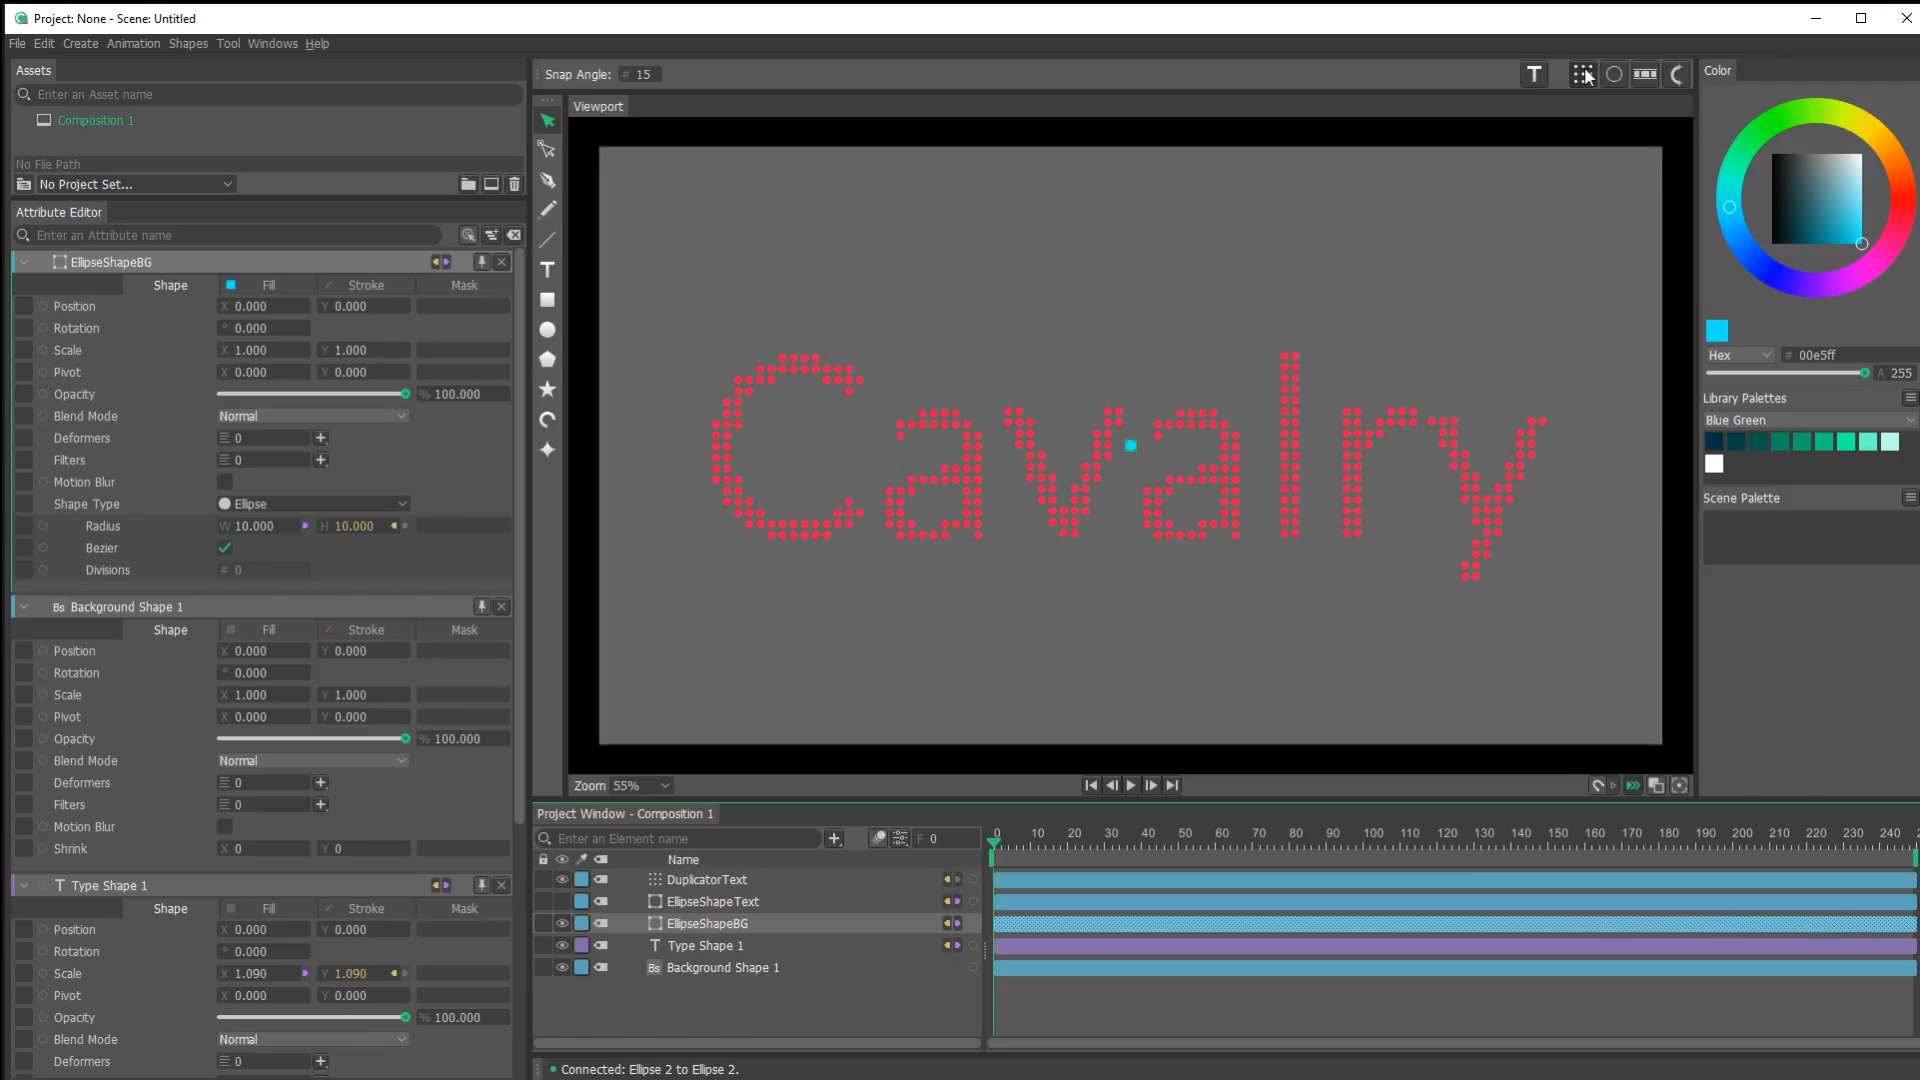 Project: None - Scene: Untitled
File Edit Create Animation Shapes Tool Windows Help
Assets
Enter an Asset name
Composition 1
No File Path
No Project Set...
Attribute Editor
Enter an Attribute name
EllipseShapeBG
Shape Fill Stroke Mask
Position X 0.000 Y 0.000
Rotation ° 0.000
Scale X 1.000 Y 1.000
Pivot X 0.000 Y 0.000
Opacity % 100.000
Blend Mode Normal
Deformers 0
Filters 0
Motion Blur
Shape Type Ellipse
Radius W 10.000 H 10.000
Bezier
Divisions # 0
Bs Background Shape 1
Shape Fill Stroke Mask
Position X 0.000 Y 0.000
Rotation ° 0.000
Scale X 1.000 Y 1.000
Pivot X 0.000 Y 0.000
Opacity % 100.000
Blend Mode Normal
Deformers 0
Filters 0
Motion Blur
Shrink X 0 Y 0
T Type Shape 1
Shape Fill Stroke Mask
Position X 0.000 Y 0.000
Rotation ° 0.000
Scale X 1.090 Y 1.090
Pivot X 0.000 Y 0.000
Opacity % 100.000
Blend Mode Normal
Deformers 0
Snap Angle: # 15
Viewport
Cavalry
Zoom 55%
Project Window - Composition 1
Enter an Element name F 0
0 10 20 30 40 50 60 70 80 90 100 110 120 130 140 150 160 170 180 190 200 210 220 230 240
Name
DuplicatorText
EllipseShapeText
EllipseShapeBG
T Type Shape 1
Bs Background Shape 1
Connected: Ellipse 2 to Ellipse 2.
Color
Hex # 00e5ff
A 255
Library Palettes
Blue Green
Scene Palette